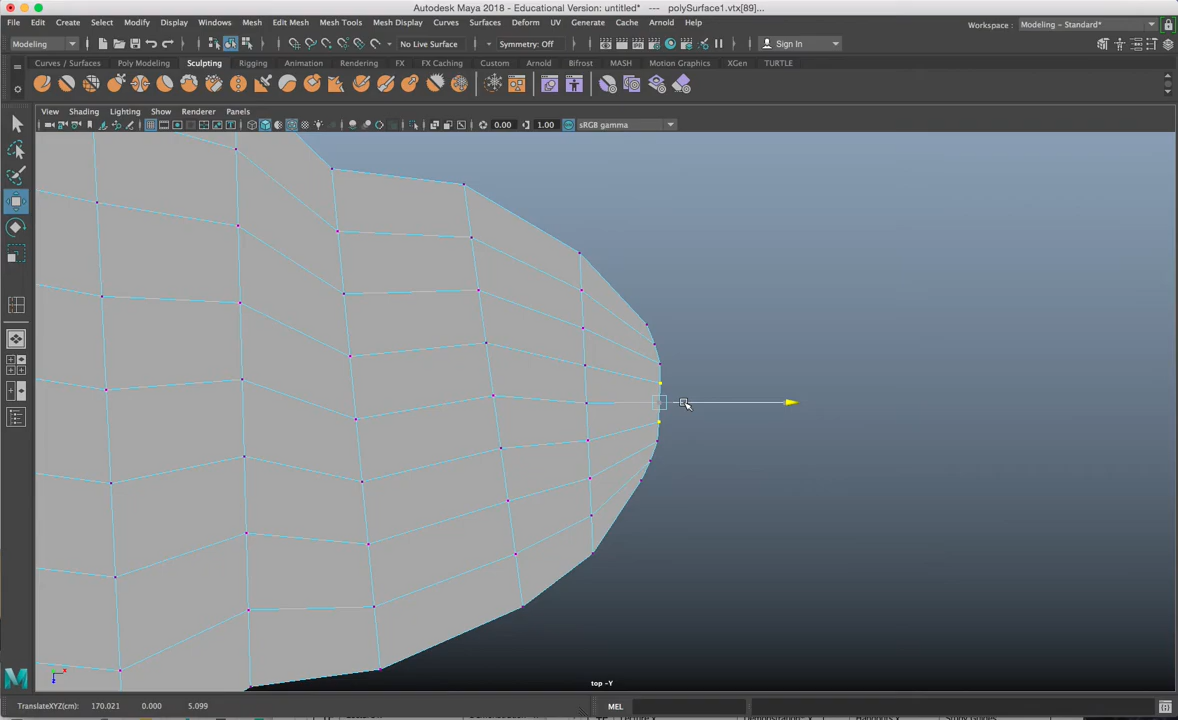 Autodesk Maya 2018 - Educational Version: untitled*   ---   polySurface1.vtx[89]...
File Edit Create Select Modify Display Windows Mesh Edit Mesh Mesh Tools Mesh Display Curves Surfaces Deform UV Generate Cache Arnold Help
Workspace : Modeling - Standard*
Modeling No Live Surface Symmetry: Off Sign In
Curves / Surfaces Poly Modeling Sculpting Rigging Animation Rendering FX FX Caching Custom Arnold Bifrost MASH Motion Graphics XGen TURTLE
View Shading Lighting Show Renderer Panels
0.00 1.00 sRGB gamma
top -Y
TranslateXYZ(cm): 170.021 0.000 5.099 MEL